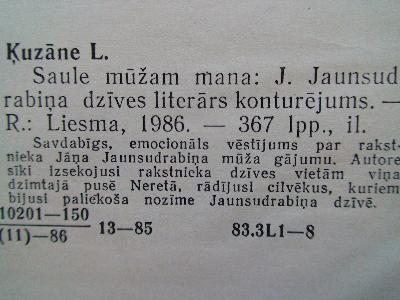 Ķuzāne L.
Saule mūžam mana: J. Jaunsud
rabiņa dzīves literārs konturējums. —
R.: Liesma, 1986. — 367 lpp., il.
Savdabīgs, emocionāls vēstījums par rakst-
nieka Jāņa Jaunsudrabiņa mūža gājumu. Autore
sīki izsekojusi rakstnieka dzīves vietām viņa
dzimtajā pusē Neretā, rādījusi cilvēkus, kuriem
bijusi paliekoša nozīme Jaunsudrabiņa dzīvē.
10201—150
(11)—86 13—85 83.3L1—8